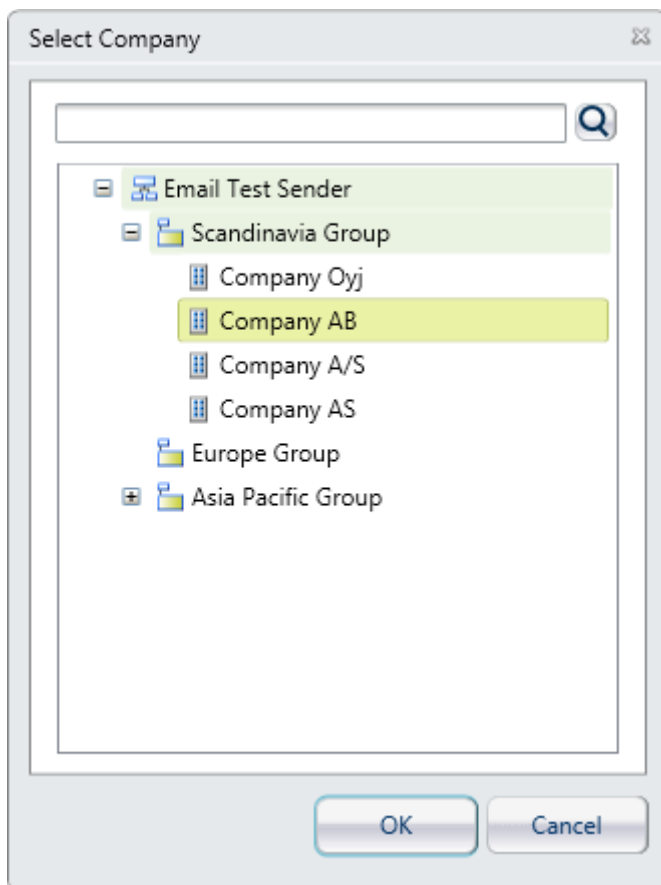 Select Company
Email Test Sender
Scandinavia Group
Company Oyj
Company AB
Company A/S
Company AS
Europe Group
Asia Pacific Group
OK Cancel